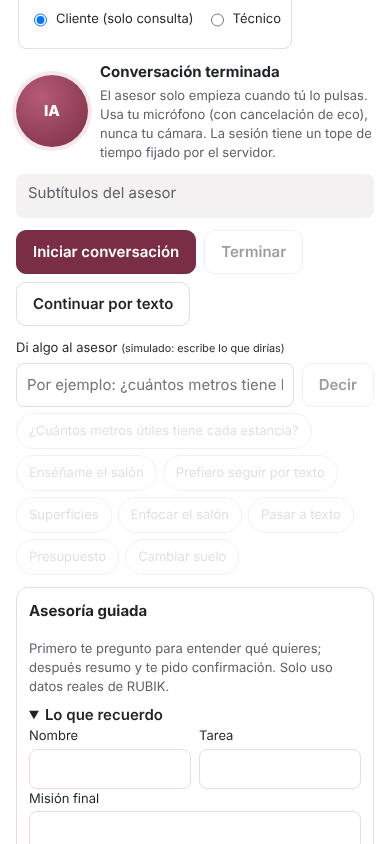 Cliente (solo consulta) Técnico
IA
Conversación terminada
El asesor solo empieza cuando tú lo pulsas.
Usa tu micrófono (con cancelación de eco),
nunca tu cámara. La sesión tiene un tope de
tiempo fijado por el servidor.
Subtítulos del asesor
Iniciar conversación Terminar
Continuar por texto
Di algo al asesor (simulado: escribe lo que dirías)
Por ejemplo: ¿cuántos metros tiene l Decir
¿Cuántos metros útiles tiene cada estancia?
Enséñame el salón Prefiero seguir por texto
Superficies Enfocar el salón Pasar a texto
Presupuesto Cambiar suelo
Asesoría guiada
Primero te pregunto para entender qué quieres;
después resumo y te pido confirmación. Solo uso
datos reales de RUBIK.
▼ Lo que recuerdo
Nombre Tarea
Misión final